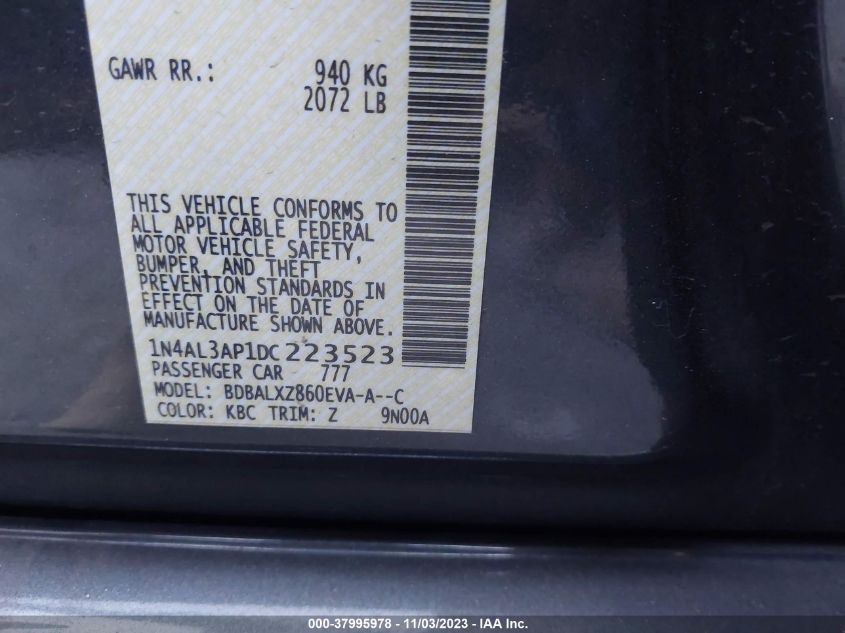 GAWR RR.: 940 KG
2072 LB
THIS VEHICLE CONFORMS TO
ALL APPLICABLE FEDERAL
MOTOR VEHICLE SAFETY,
BUMPER, AND THEFT
PREVENTION STANDARDS IN
EFFECT ON THE DATE OF
MANUFACTURE SHOWN ABOVE.
1N4AL3AP1DC223523
PASSENGER CAR 777
MODEL: BDBALXZ860EVA-A--C
COLOR: KBC TRIM: Z 9N00A
000-37995978 - 11/03/2023 - IAA Inc.